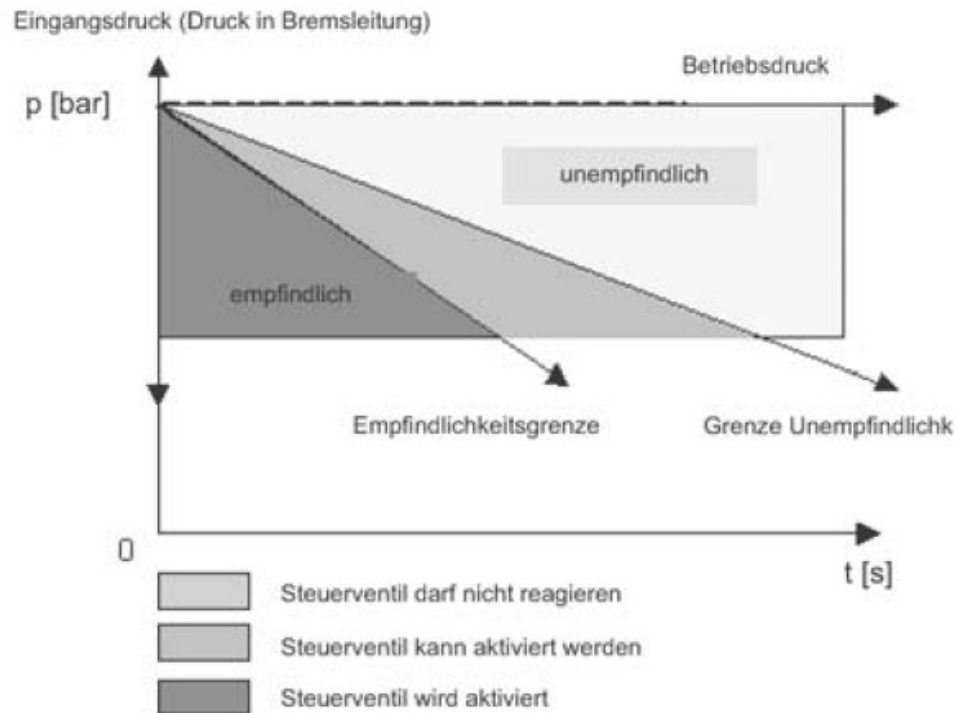 Eingangsdruck (Druck in Bremsleitung)
Betriebsdruck
p [bar]
unempfindlich
empfindlich
Empfindlichkeitsgrenze
Grenze Unempfindlichk
0
t [s]
Steuerventil darf nicht reagieren
Steuerventil kann aktiviert werden
Steuerventil wird aktiviert